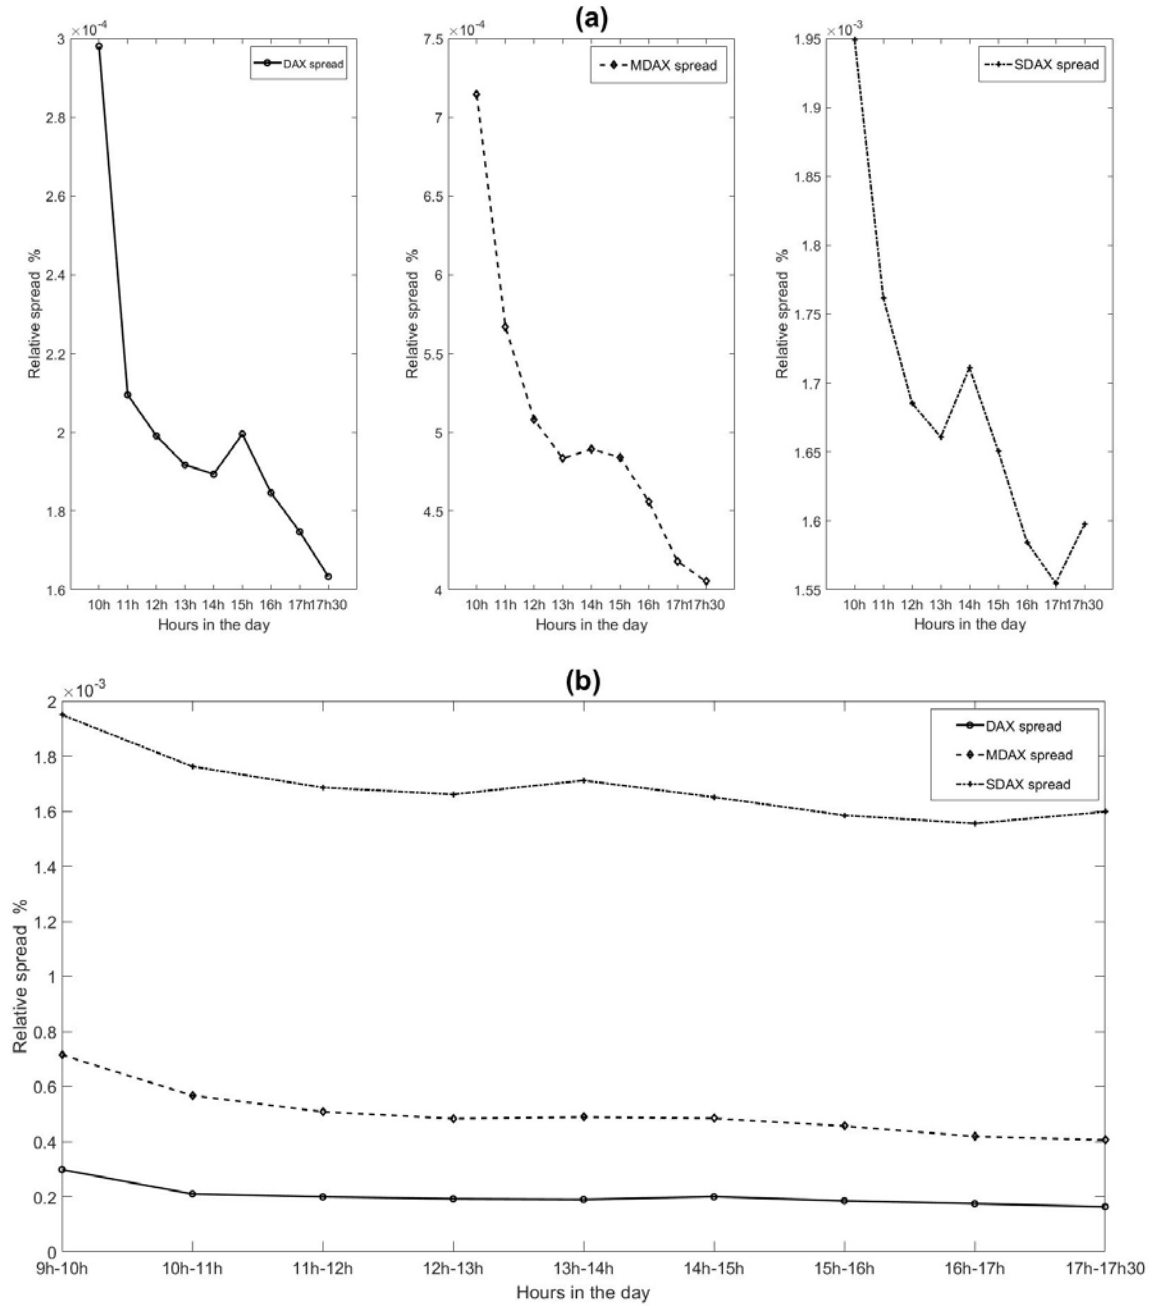 (a)
×10⁻⁴
3
2.8
2.6
2.4
2.2
2
1.8
1.6
Relative spread %
DAX spread
10h 11h 12h 13h 14h 15h 16h 17h17h30
Hours in the day
×10⁻⁴
7.5
7
6.5
6
5.5
5
4.5
4
Relative spread %
MDAX spread
10h 11h 12h 13h 14h 15h 16h 17h17h30
Hours in the day
×10⁻³
1.95
1.9
1.85
1.8
1.75
1.7
1.65
1.6
1.55
Relative spread %
SDAX spread
10h 11h 12h 13h 14h 15h 16h 17h17h30
Hours in the day
(b)
×10⁻³
2
1.8
1.6
1.4
1.2
1
0.8
0.6
0.4
0.2
0
Relative spread %
DAX spread
MDAX spread
SDAX spread
9h-10h 10h-11h 11h-12h 12h-13h 13h-14h 14h-15h 15h-16h 16h-17h 17h-17h30
Hours in the day